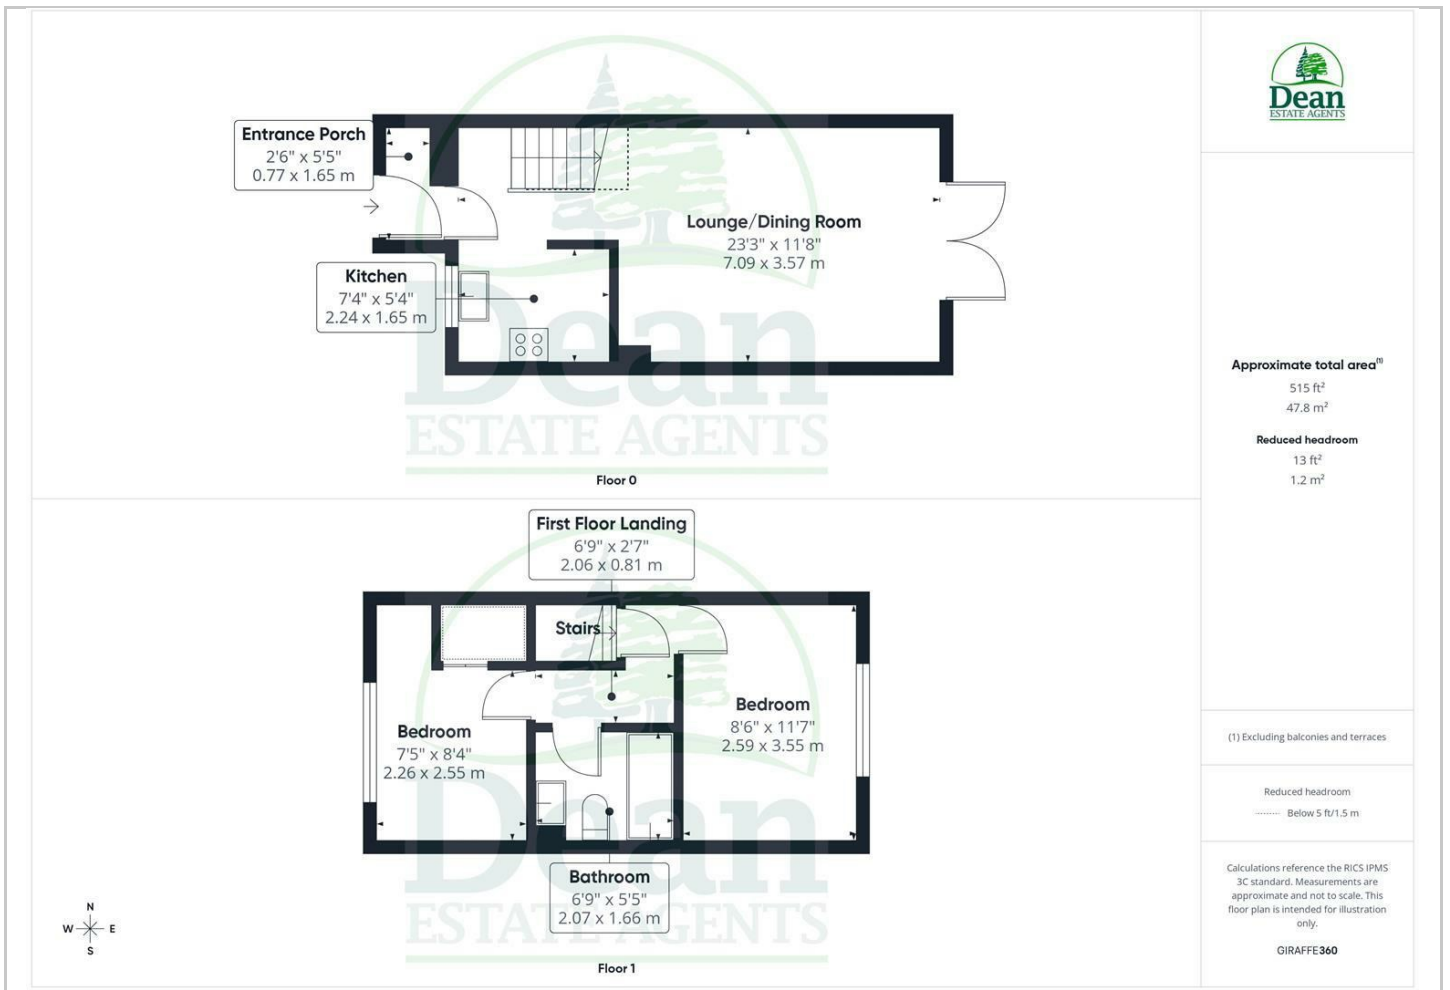 Entrance Porch
2'6" x 5'5"
0.77 x 1.65 m
Lounge/Dining Room
23'3" x 11'8"
7.09 x 3.57 m
Kitchen
7'4" x 5'4"
2.24 x 1.65 m
Dean
ESTATE AGENTS
Floor 0
First Floor Landing
6'9" x 2'7"
2.06 x 0.81 m
Stairs
Bedroom
7'5" x 8'4"
2.26 x 2.55 m
Bedroom
8'6" x 11'7"
2.59 x 3.55 m
Bathroom
6'9" x 5'5"
2.07 x 1.66 m
Dean
ESTATE AGENTS
Floor 1
N
W E
S
Dean
ESTATE AGENTS
Approximate total area(1)
515 ft²
47.8 m²
Reduced headroom
13 ft²
1.2 m²
(1) Excluding balconies and terraces
Reduced headroom
Below 5 ft/1.5 m
Calculations reference the RICS IPMS
3C standard. Measurements are
approximate and not to scale. This
floor plan is intended for illustration
only.
GIRAFFE360